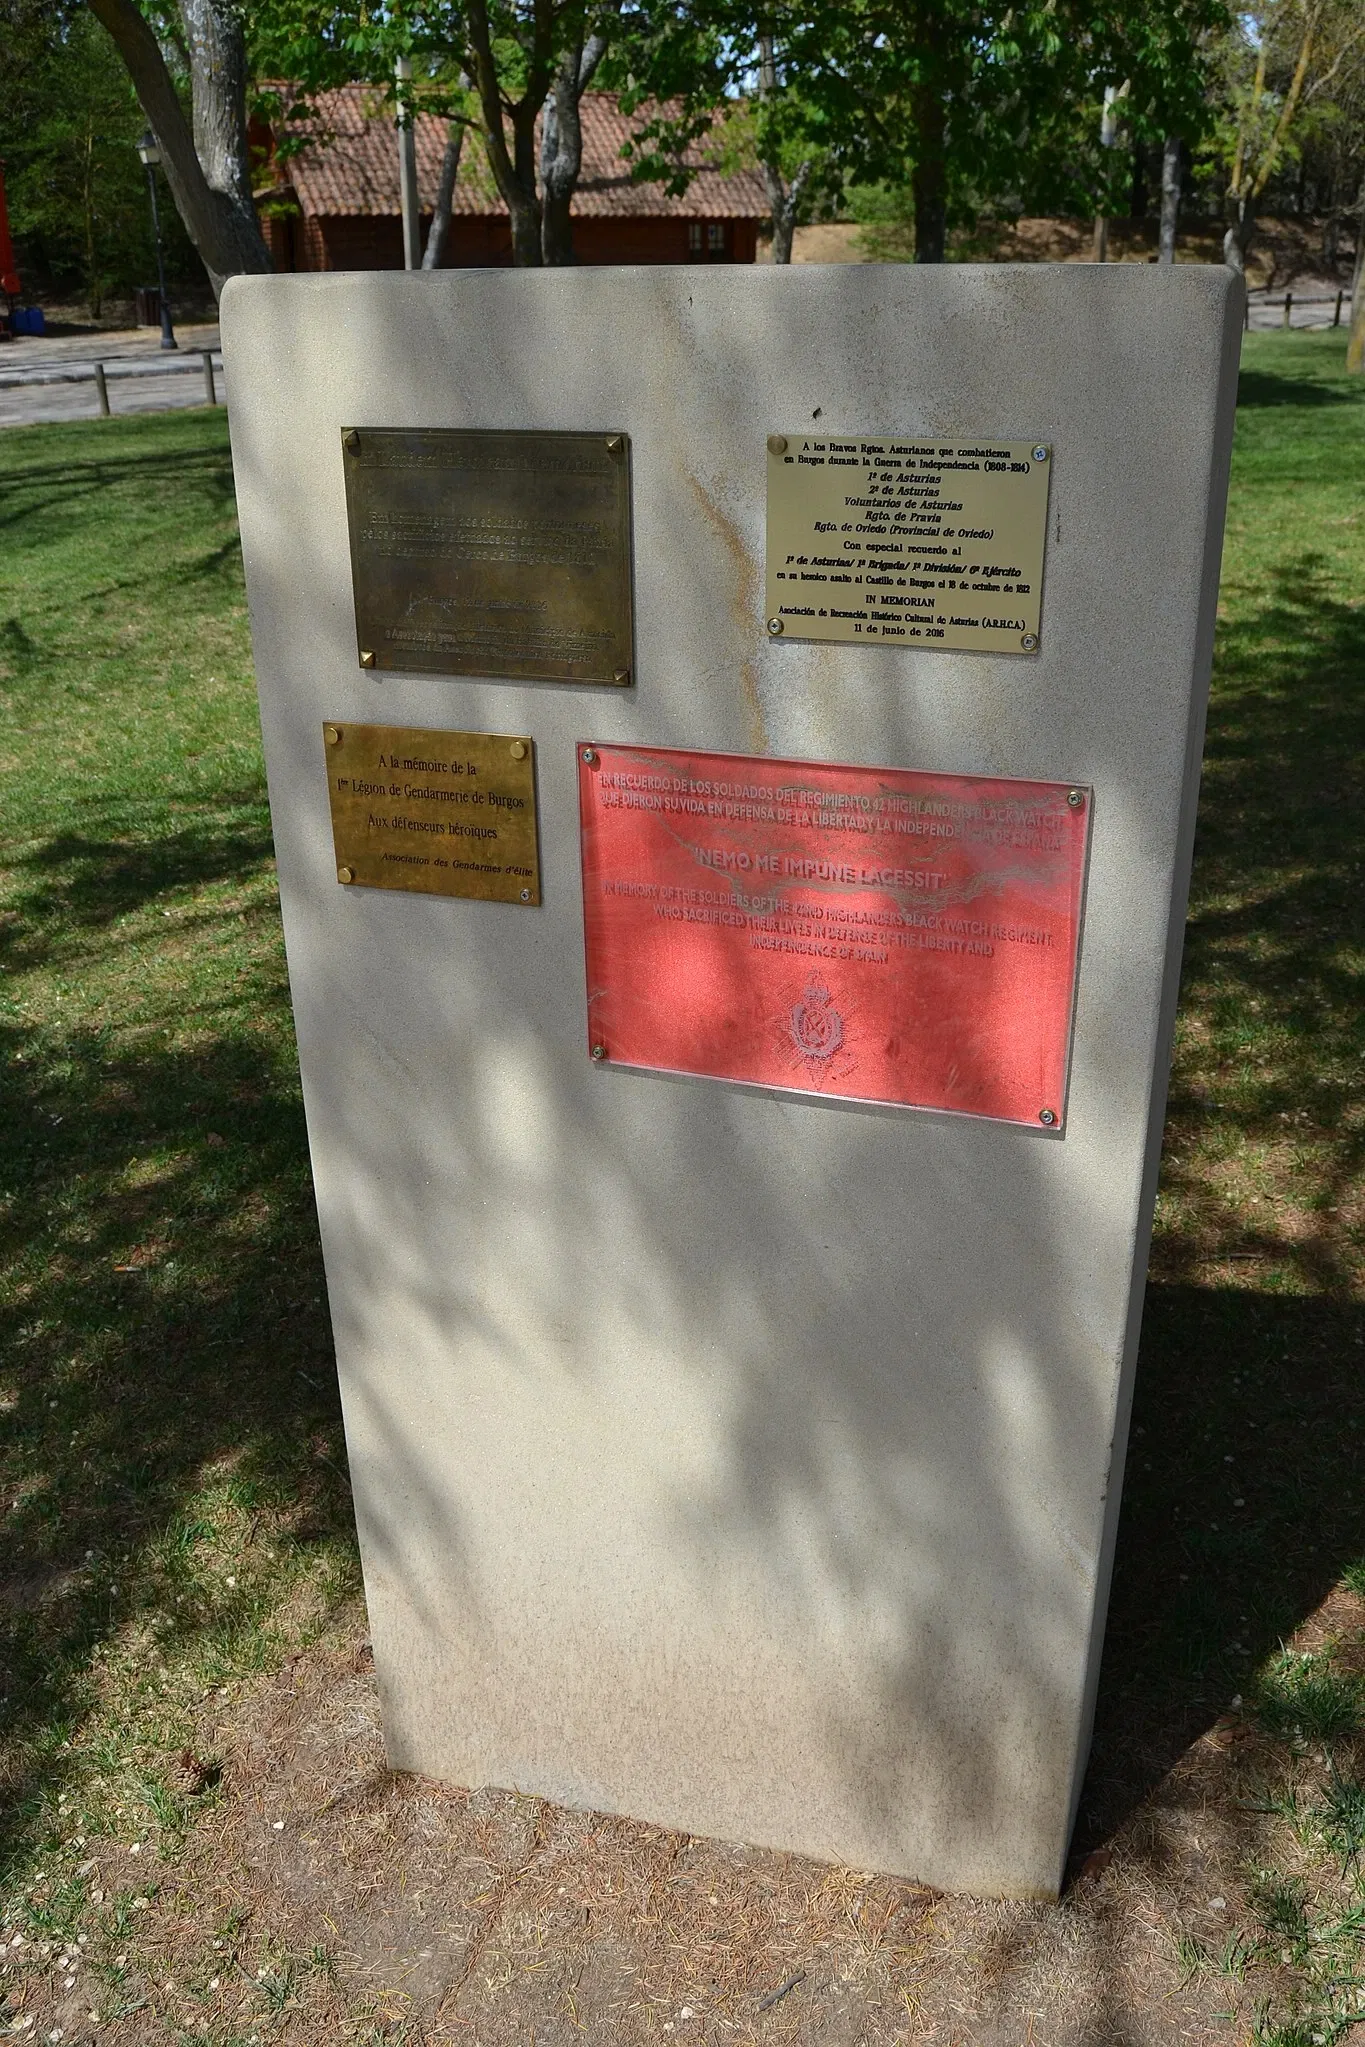 Em homenagem aos soldados portugueses
A los Bravos Rgtos. Asturianos que combatieron
en Burgos durante la Guerra de Independencia (1808-1814)
1º de Asturias
2º de Asturias
Voluntarios de Asturias
Rgto. de Pravia
Rgto. de Oviedo (Provincial de Oviedo)
Con especial recuerdo al
1º de Asturias/ 1ª Brigada/ 1ª División/ 6º Ejército
en su heroico asalto al Castillo de Burgos el 18 de octubre de 1812
IN MEMORIAN
Asociación de Recreación Histórico Cultural de Asturias (A.R.H.C.A.)
11 de junio de 2016
A la mémoire de la
1ère Légion de Gendarmerie de Burgos
Aux défenseurs héroïques
Association des Gendarmes d'élite
EN RECUERDO DE LOS SOLDADOS DEL REGIMIENTO 42 HIGHLANDERS BLACK WATCH
QUE DIERON SU VIDA EN DEFENSA DE LA LIBERTAD Y LA INDEPENDENCIA DE ESPAÑA
'NEMO ME IMPUNE LACESSIT'
IN MEMORY OF THE SOLDIERS OF THE 42ND HIGHLANDERS BLACK WATCH REGIMENT,
WHO SACRIFICED THEIR LIVES IN DEFENSE OF THE LIBERTY AND
INDEPENDENCE OF SPAIN